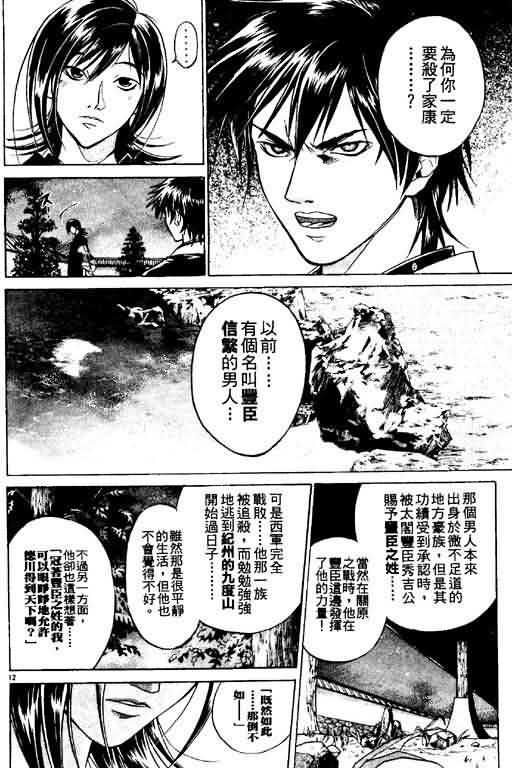 為何你一定
要殺了家康
………?
………
以前……
有個名叫豐臣
信繁的男人…
那個男人本來
出身於微不足道的
地方豪族，但是其
功績受到承認時，
被太閤豐臣秀吉公
賜予豐臣之姓……
當然在關原
之戰時，他在
豐臣這邊發揮
了他的力量！
可是西軍完全
戰敗……他那一族
被追殺，而勉勉強強
地逃到紀州的九度山
開始過日子……
雖然那是很平靜
的生活，但他也
不會覺得不好。
不過另一方面，
他卻也這樣想著……
「冠著豐臣之姓的我，
可以眼睜睜地允許
德川得到天下嗎？」
「既然如此
……那倒不
如——」
12